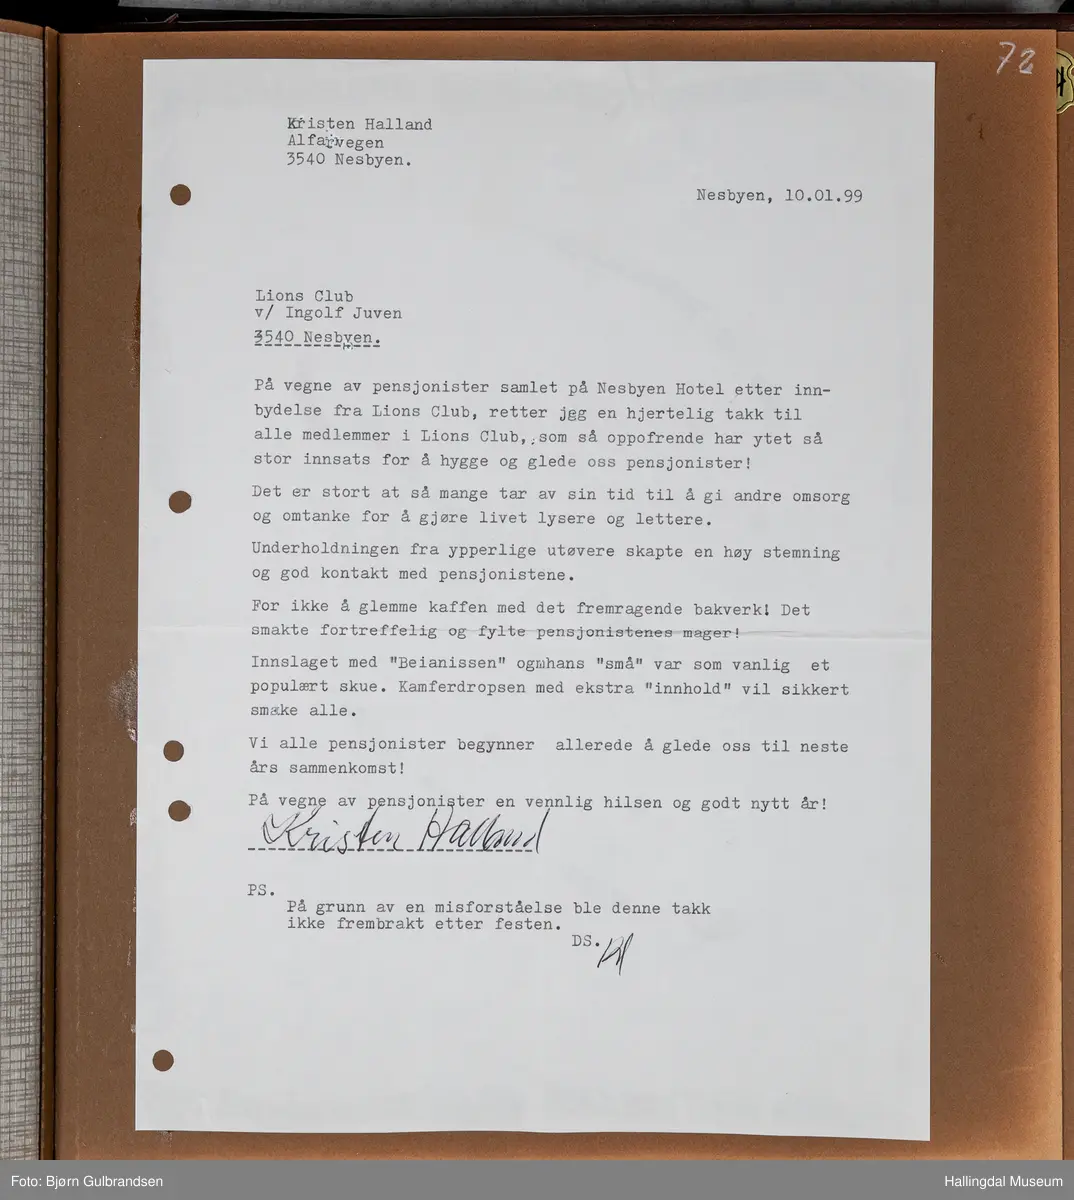 72
Kristen Halland
Alfarvegen
3540 Nesbyen.
Nesbyen, 10.01.99
Lions Club
v/ Ingolf Juven
3540 Nesbyen.
På vegne av pensjonister samlet på Nesbyen Hotel etter inn-
bydelse fra Lions Club, retter jgg en hjertelig takk til
alle medlemmer i Lions Club,.som så oppofrende har ytet så
stor innsats for å hygge og glede oss pensjonister!
Det er stort at så mange tar av sin tid til å gi andre omsorg
og omtanke for å gjøre livet lysere og lettere.
Underholdningen fra ypperlige utøvere skapte en høy stemning
og god kontakt med pensjonistene.
For ikke å glemme kaffen med det fremragende bakverk! Det
smakte fortreffelig og fylte pensjonistenes mager!
Innslaget med "Beianissen" ogmhans "små" var som vanlig et
populært skue. Kamferdropsen med ekstra "innhold" vil sikkert
smake alle.
Vi alle pensjonister begynner allerede å glede oss til neste
års sammenkomst!
På vegne av pensjonister en vennlig hilsen og godt nytt år!
Kristen Halland
PS.
På grunn av en misforståelse ble denne takk
ikke frembrakt etter festen.
DS.
Foto: Bjørn Gulbrandsen
Hallingdal Museum